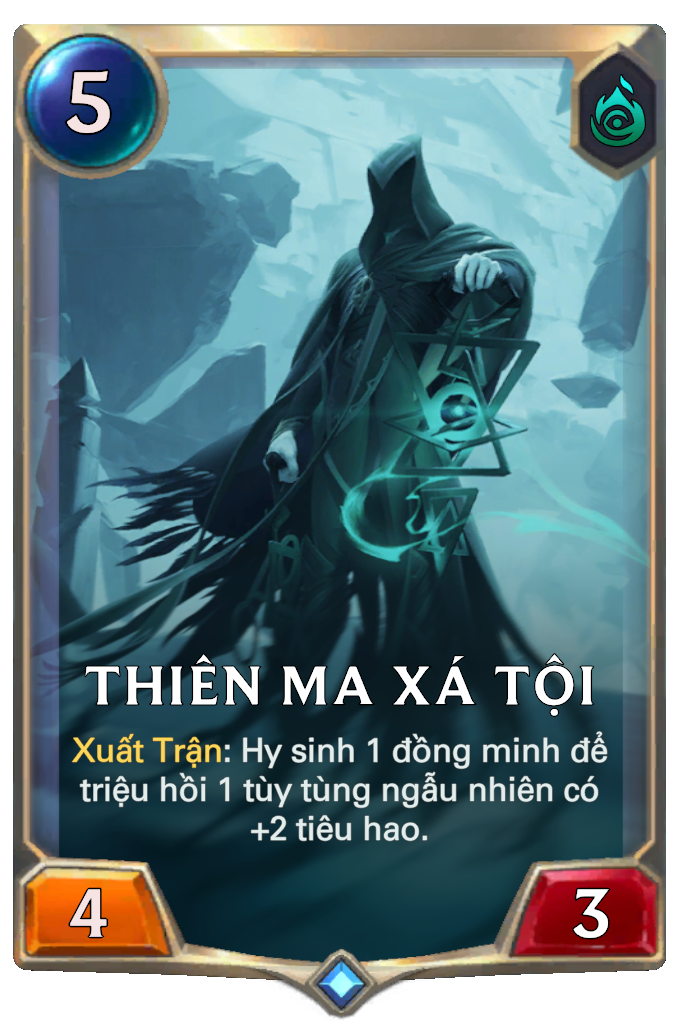 5
THIÊN MA XÁ TỘI
Xuất Trận: Hy sinh 1 đồng minh để
triệu hồi 1 tùy tùng ngẫu nhiên có
+2 tiêu hao.
4
3